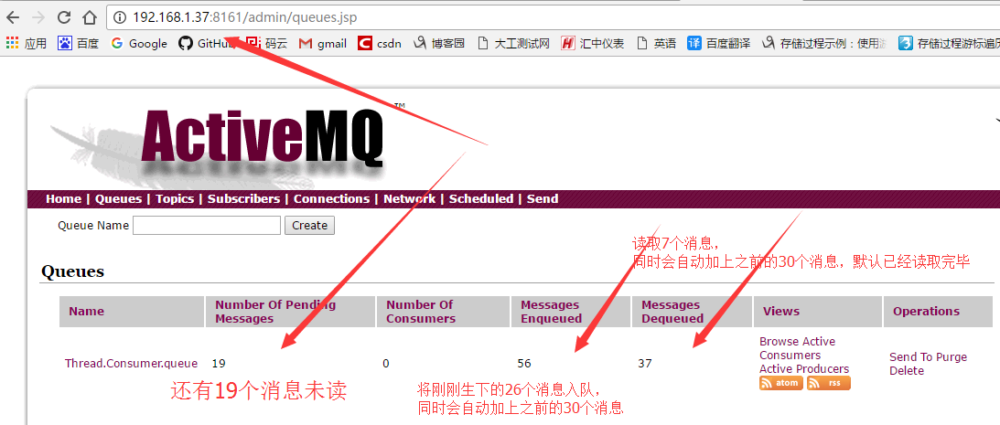 192.168.1.37:8161/admin/queues.jsp
应用 百度 Google GitHub 码云 gmail csdn 博客园 大工测试网 汇中仪表 英语 百度翻译 存储过程示例：使用游 存储过程游标遍历
ActiveMQ™
Home | Queues | Topics | Subscribers | Connections | Network | Scheduled | Send
Queue Name Create
读取7个消息，
同时会自动加上之前的30个消息，默认已经读取完毕
Queues
Name Number Of Pending Messages Number Of Consumers Messages Enqueued Messages Dequeued Views Operations
Thread.Consumer.queue 19 0 56 37
Browse Active
Consumers
Active Producers
atom rss
Send To Purge
Delete
还有19个消息未读
将刚刚生下的26个消息入队，
同时会自动加上之前的30个消息